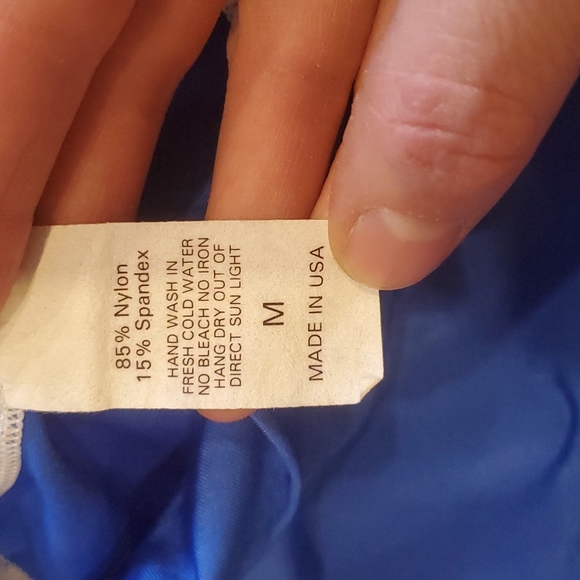 85% Nylon
15% Spandex
HAND WASH IN
FRESH COLD WATER
NO BLEACH NO IRON
HANG DRY OUT OF
DIRECT SUN LIGHT
M
MADE IN USA